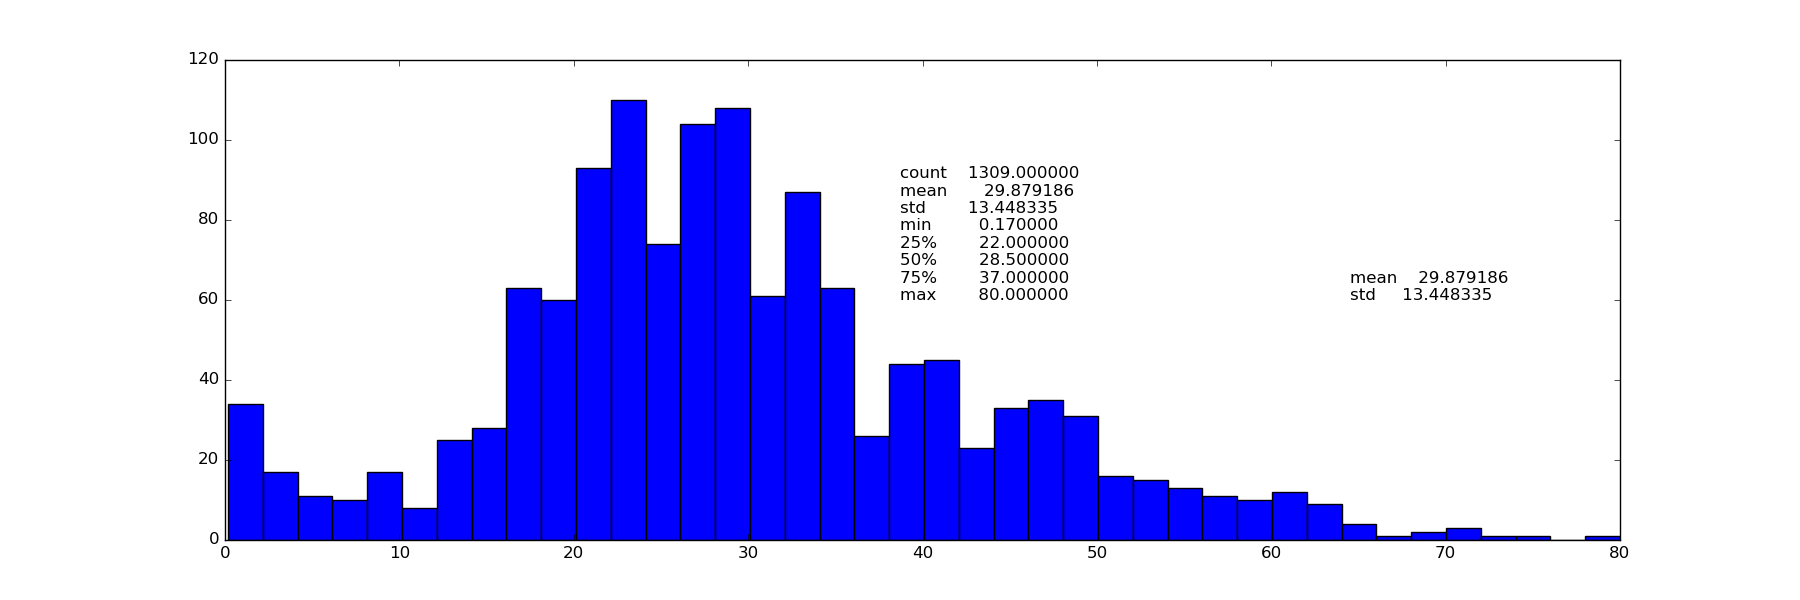 120
100
80
60
40
20
0
count 1309.000000
mean 29.879186
std 13.448335
min 0.170000
25% 22.000000
50% 28.500000
75% 37.000000
max 80.000000
mean 29.879186
std 13.448335
0 10 20 30 40 50 60 70 80